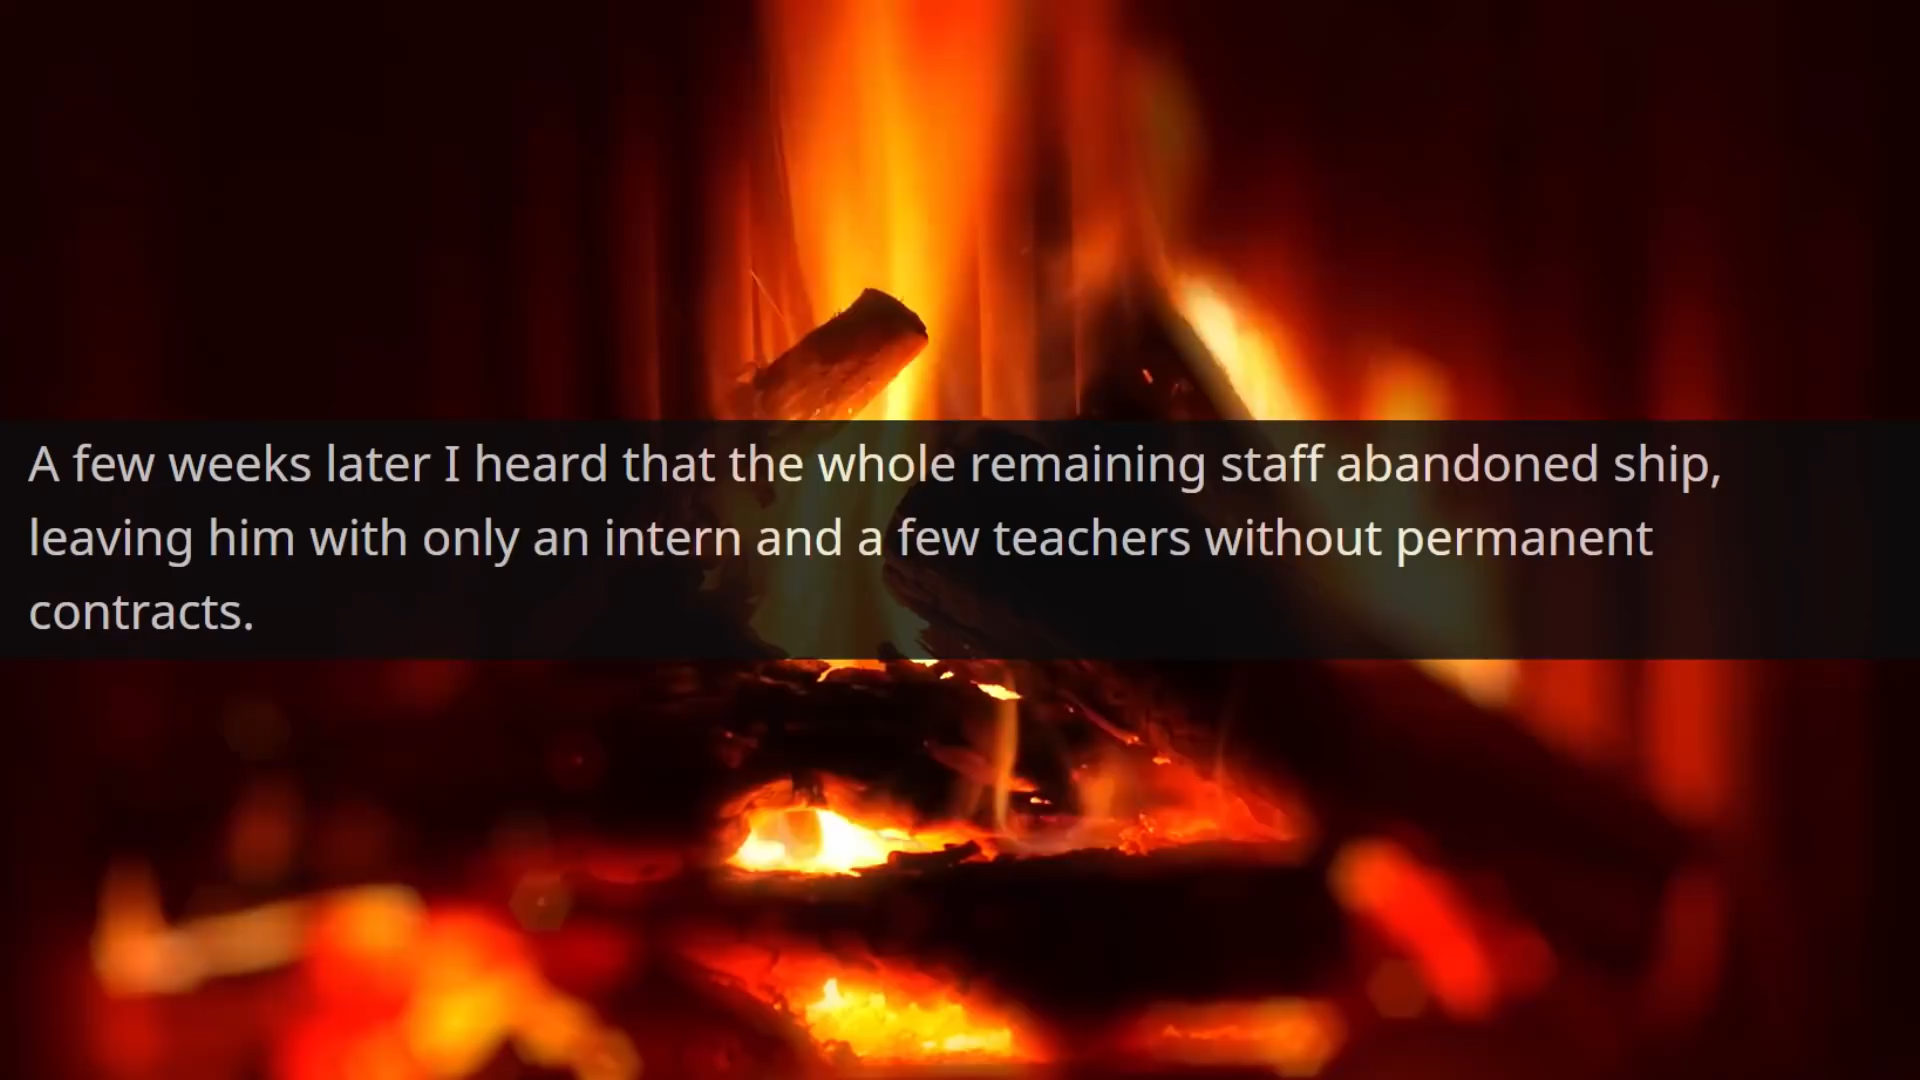 A few weeks later I heard that the whole remaining staff abandoned ship,
leaving him with only an intern and a few teachers without permanent
contracts.